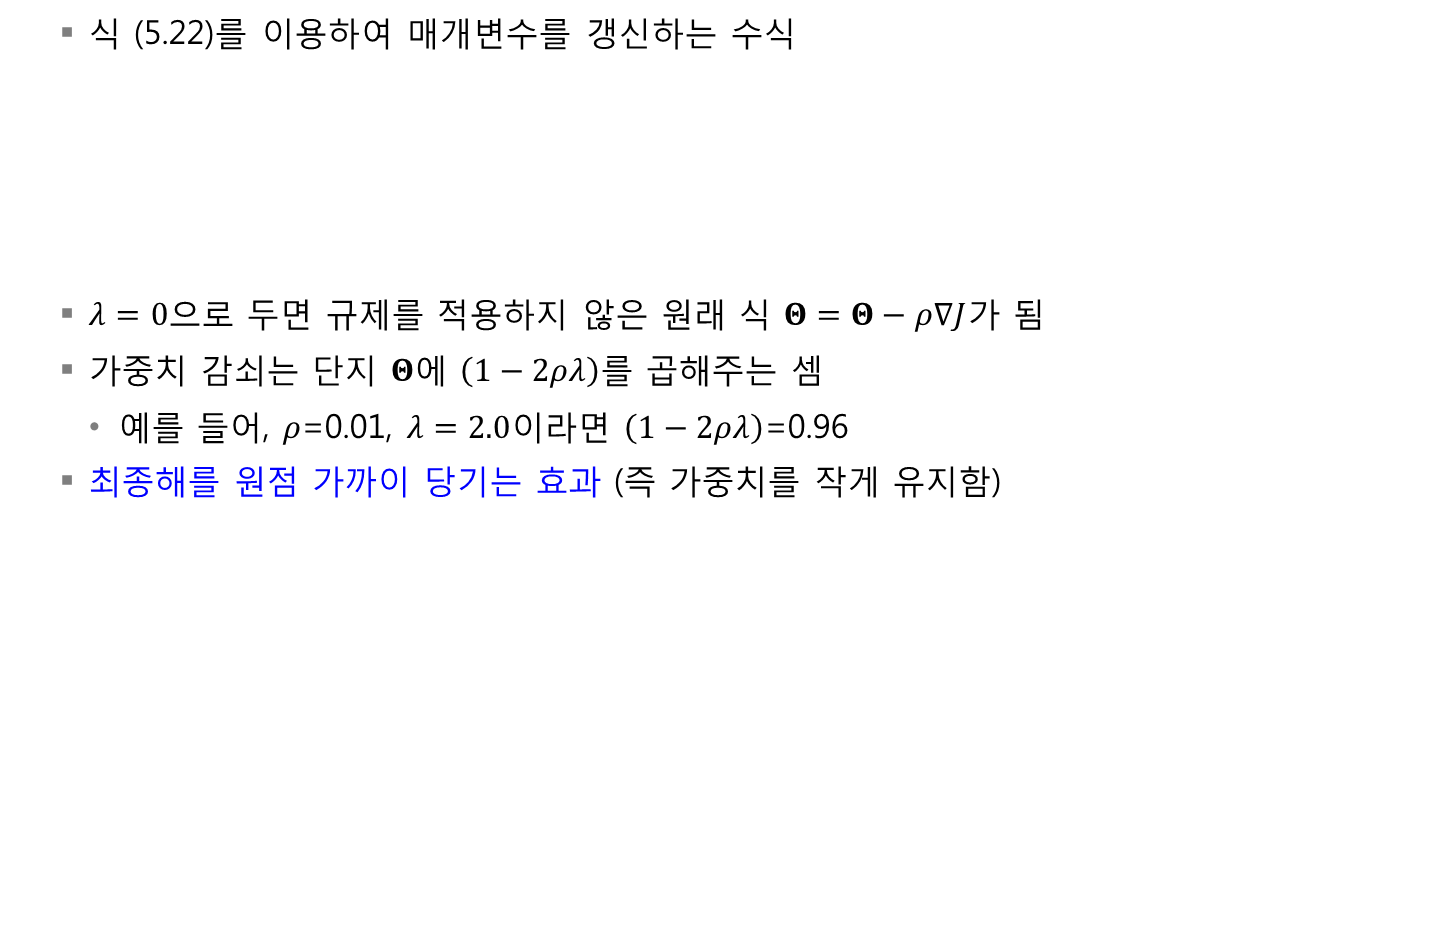 ▪ 식 (5.22)를 이용하여 매개변수를 갱신하는 수식
▪ λ = 0으로 두면 규제를 적용하지 않은 원래 식 𝚯 = 𝚯 − ρ∇J가 됨
▪ 가중치 감쇠는 단지 𝚯에 (1 − 2ρλ)를 곱해주는 셈
• 예를 들어, ρ=0.01, λ = 2.0이라면 (1 − 2ρλ)=0.96
▪ 최종해를 원점 가까이 당기는 효과 (즉 가중치를 작게 유지함)